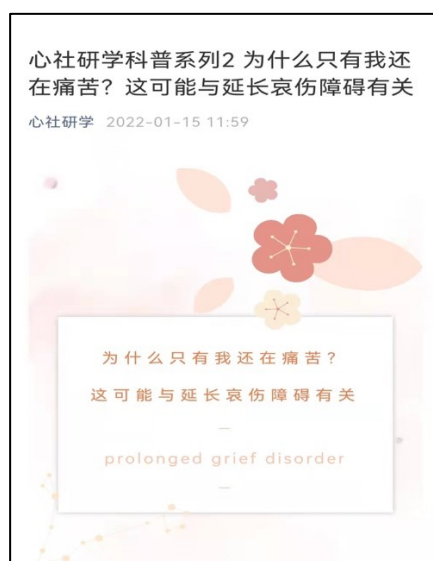 心社研学科普系列2 为什么只有我还
在痛苦？这可能与延长哀伤障碍有关
心社研学 2022-01-15 11:59
为什么只有我还在痛苦？
这可能与延长哀伤障碍有关
prolonged grief disorder